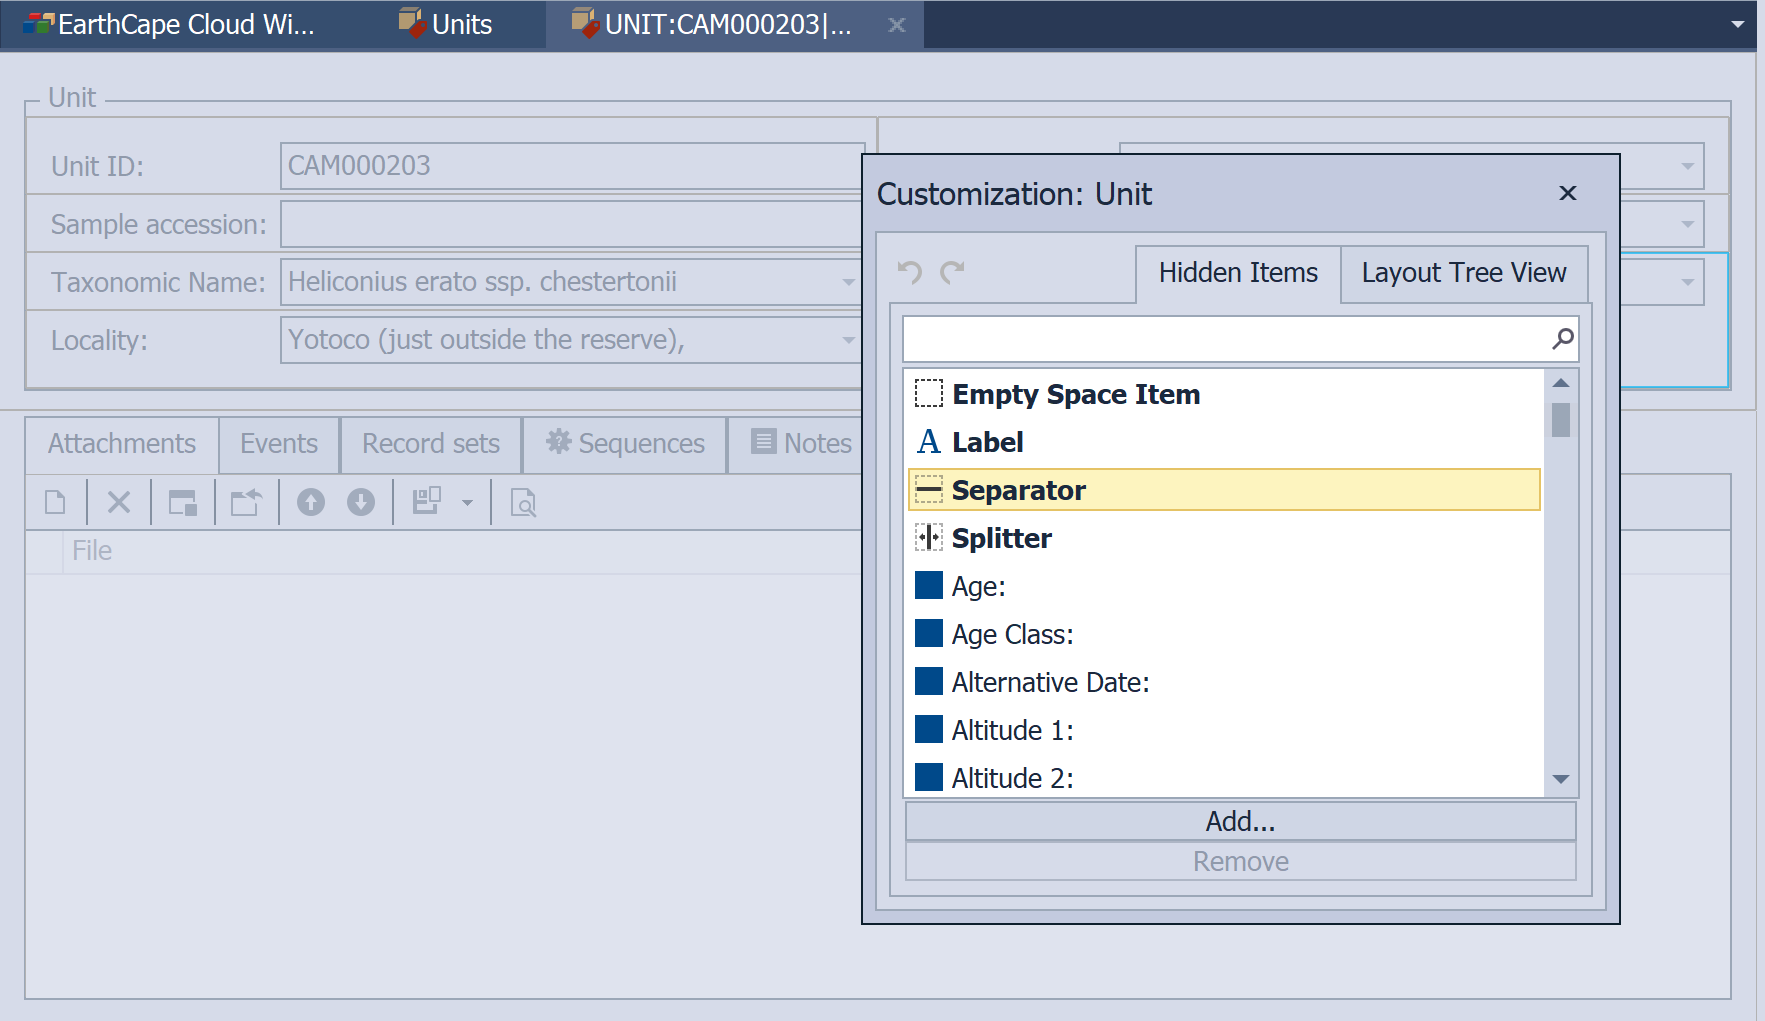 EarthCape Cloud Wi...
Units
UNIT:CAM000203|...
Unit
Unit ID:
CAM000203
Sample accession:
Taxonomic Name:
Heliconius erato ssp. chestertonii
Locality:
Yotoco (just outside the reserve),
Attachments
Events
Record sets
Sequences
Notes
File
Customization: Unit
Hidden Items
Layout Tree View
Empty Space Item
Label
Separator
Splitter
Age:
Age Class:
Alternative Date:
Altitude 1:
Altitude 2:
Add...
Remove